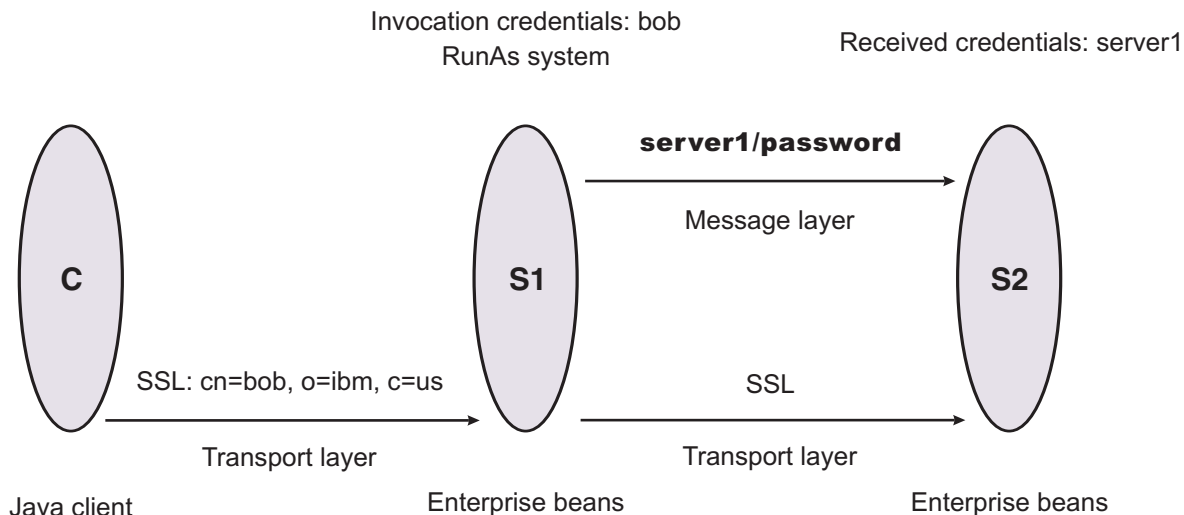 Invocation credentials: bob
RunAs system
Received credentials: server1
server1/password
Message layer
C
S1
S2
SSL: cn=bob, o=ibm, c=us
SSL
Transport layer
Transport layer
Java client
Enterprise beans
Enterprise beans